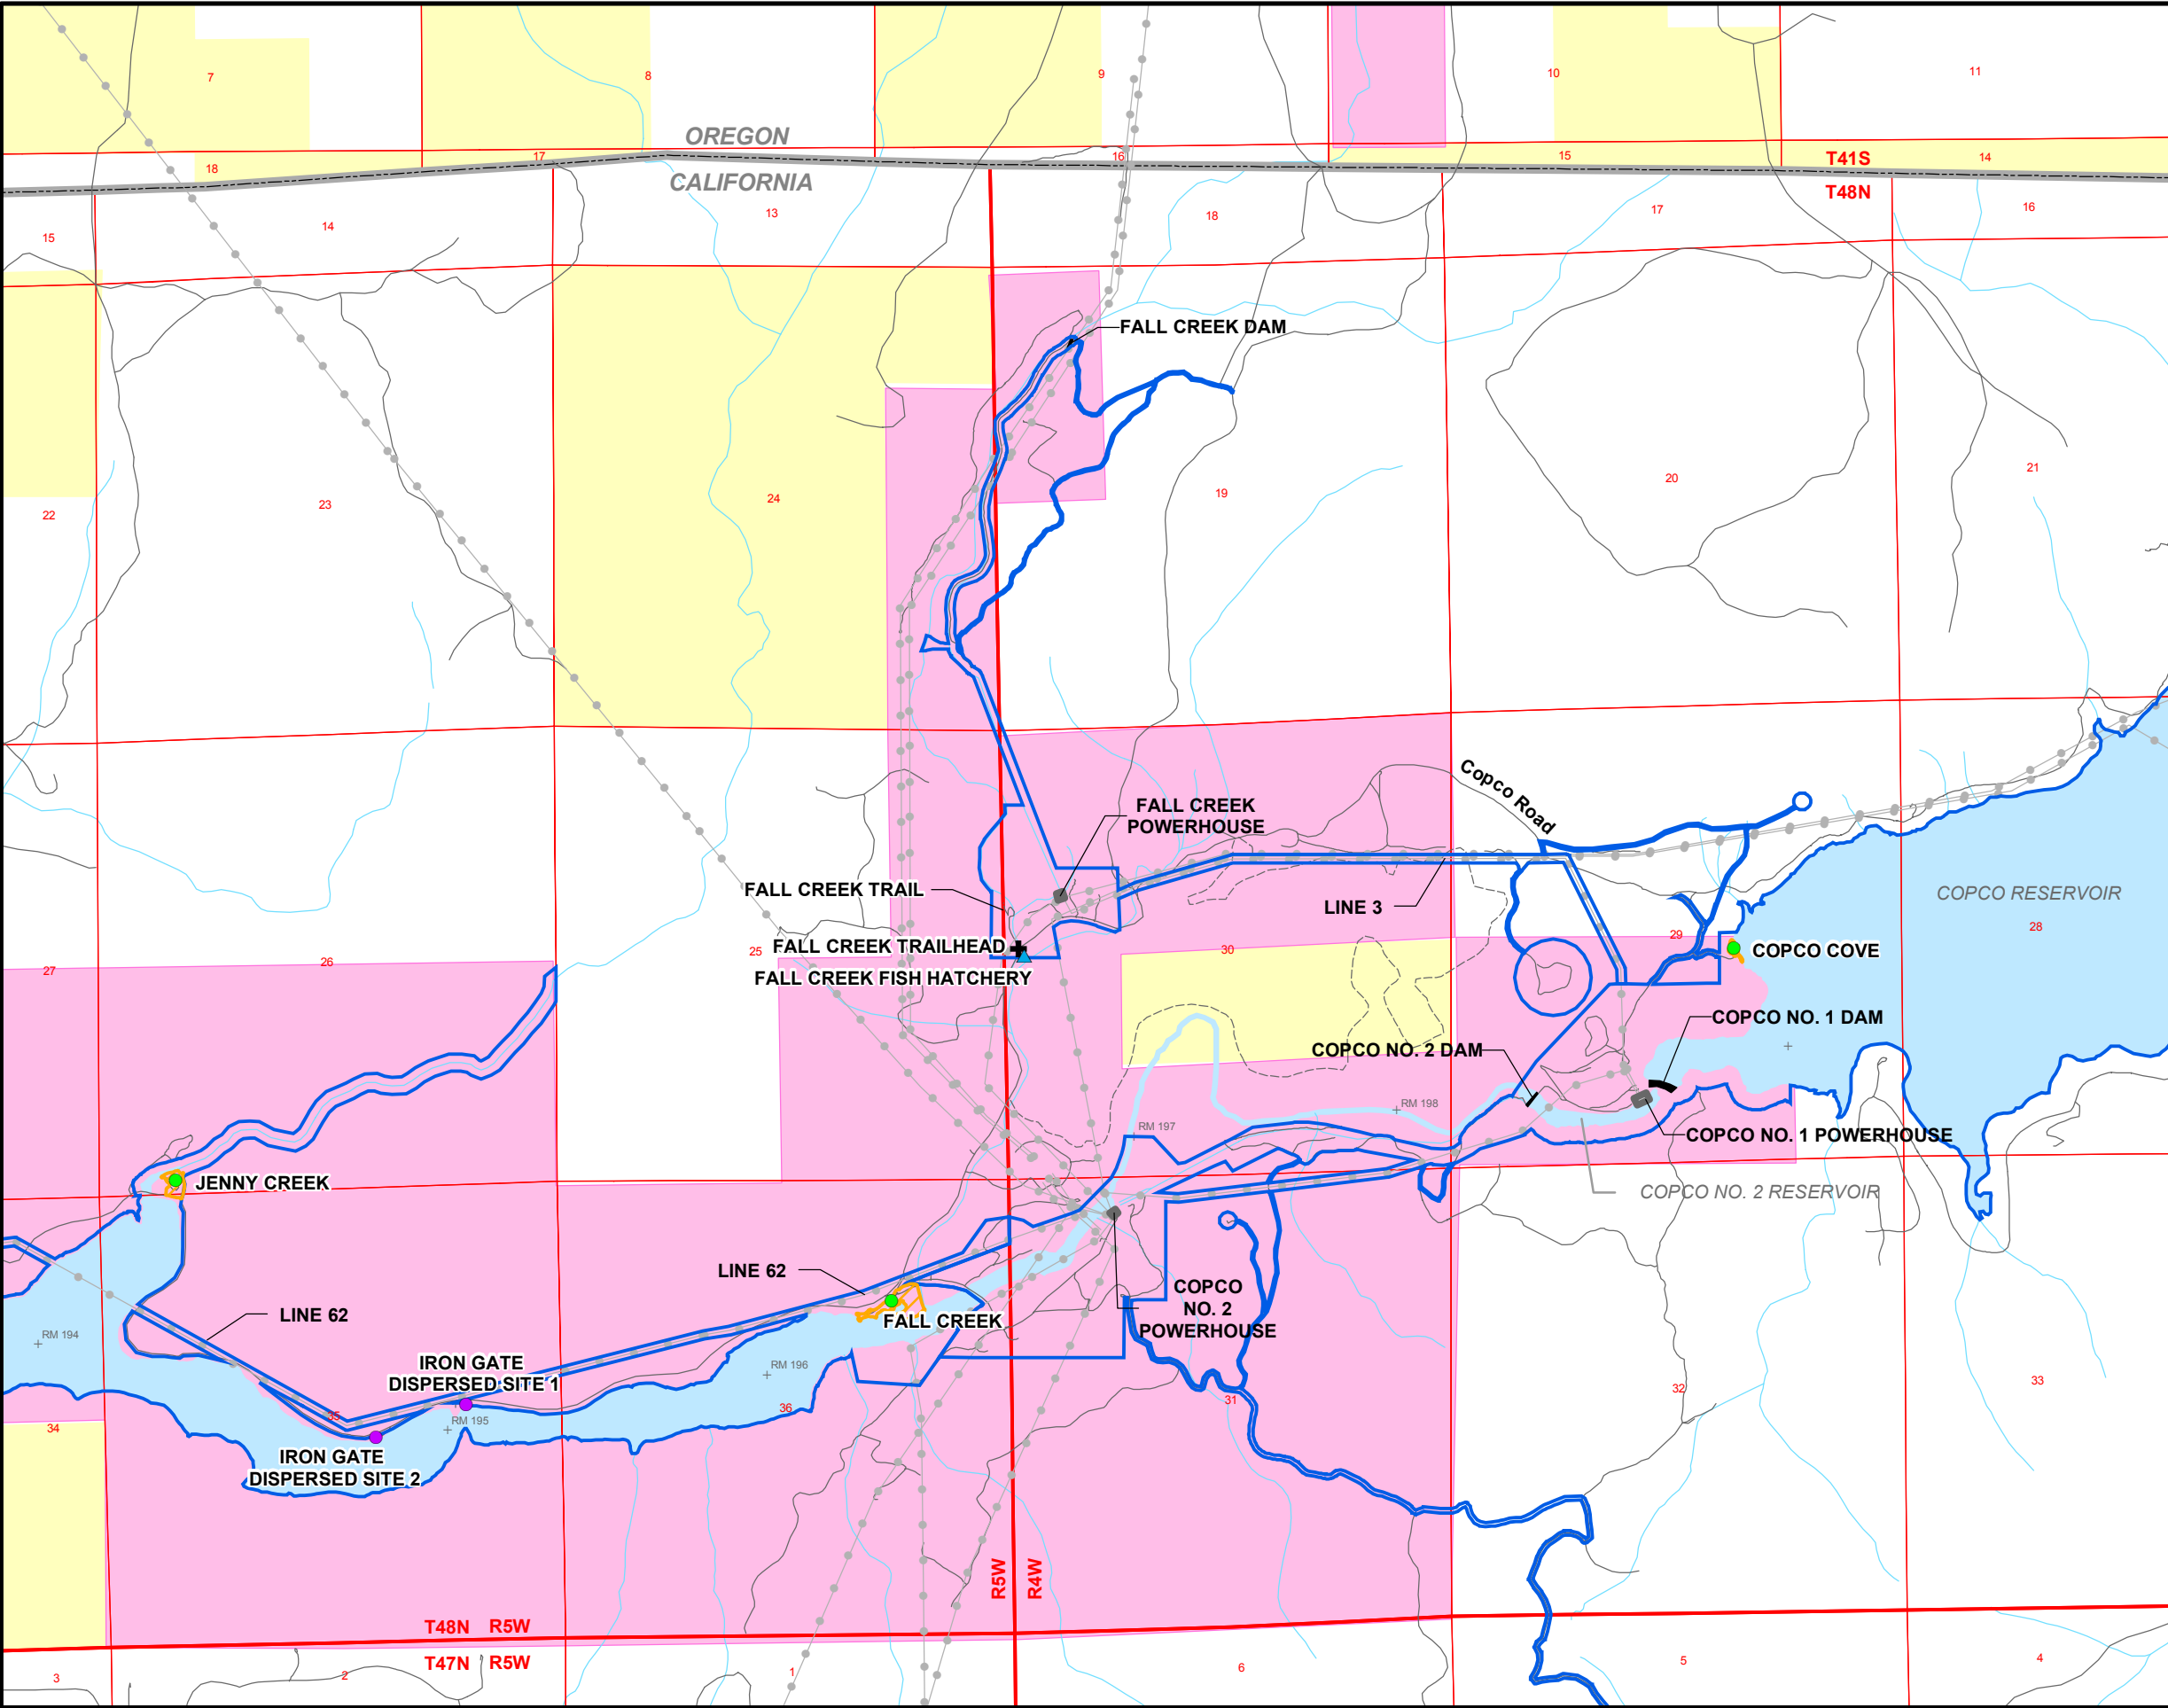 7
8
9
10
11
OREGON
18
17
16
15
T41S
14
CALIFORNIA
T48N
15
14
13
18
17
16
FALL CREEK DAM
22
23
24
19
20
21
Copco Road
FALL CREEK
POWERHOUSE
FALL CREEK TRAIL
LINE 3
COPCO RESERVOIR
28
29
FALL CREEK TRAILHEAD
25
30
COPCO COVE
27
26
FALL CREEK FISH HATCHERY
COPCO NO. 1 DAM
COPCO NO. 2 DAM
RM 198
RM 197
COPCO NO. 1 POWERHOUSE
JENNY CREEK
COPCO NO. 2 RESERVOIR
LINE 62
LINE 62
COPCO
NO. 2
POWERHOUSE
FALL CREEK
RM 194
IRON GATE
DISPERSED SITE 1
RM 196
RM 195
34
35
36
31
32
33
IRON GATE
DISPERSED SITE 2
R5W
R4W
T48N R5W
T47N R5W
3
2
1
6
5
4